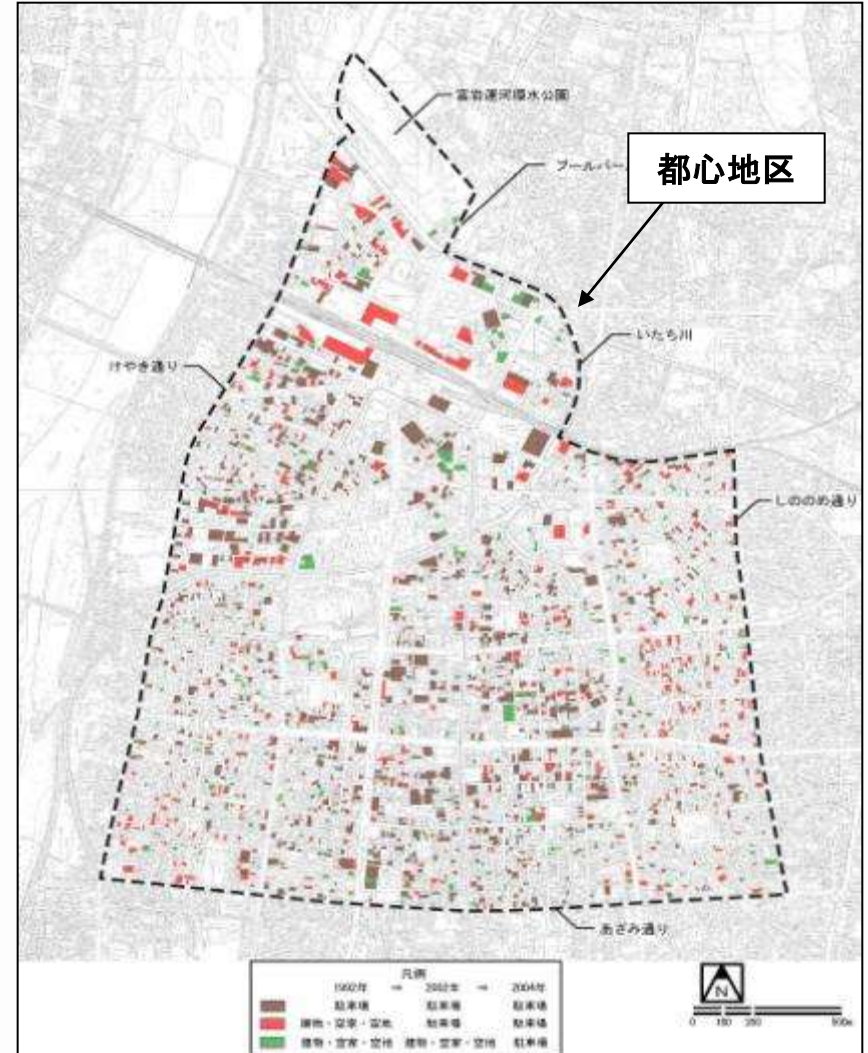 富岩運河環水公園
ブールバー
都心地区
いたち川
けやき通り
しののめ通り
あざみ通り
凡例
1992年 → 2002年 → 2004年
駐車場 駐車場 駐車場
建物・空家・空地 駐車場 駐車場
建物・空家・空地 建物・空家・空地 駐車場
N
0 100 200 500m